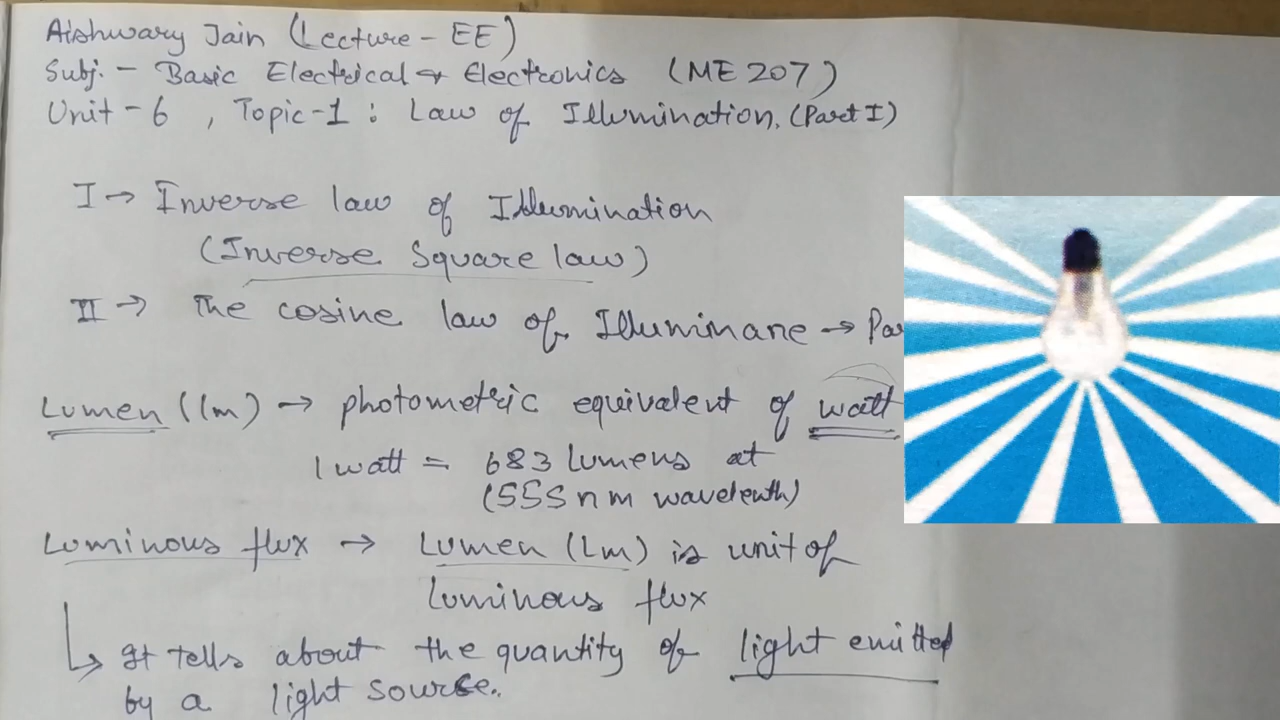 Aishwary Jain (Lecture - EE)
Subj. - Basic Electrical & Electronics (ME 207)
Unit - 6 , Topic-1 : Law of Illumination. (Part I)
I → Inverse law of Illumination
(Inverse Square law)
II → The cosine law of Illuminane → Pa
Lumen (lm) → photometric equivalent of watt
1 watt = 683 lumens at
(555 nm wavelenth)
Luminous flux → Lumen (Lm) is unit of
luminous flux
↳ It tells about the quantity of light emitted
by a light source.